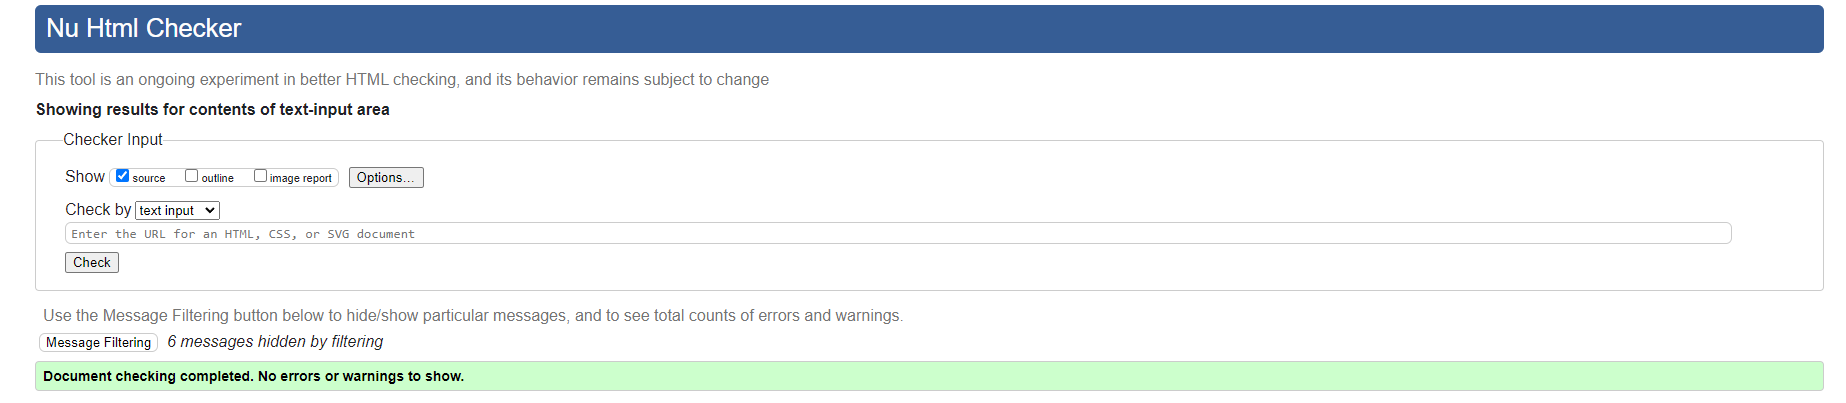 Nu Html Checker
This tool is an ongoing experiment in better HTML checking, and its behavior remains subject to change
Showing results for contents of text-input area
Checker Input
Show source outline image report Options...
Check by text input
Enter the URL for an HTML, CSS, or SVG document
Check
Use the Message Filtering button below to hide/show particular messages, and to see total counts of errors and warnings.
Message Filtering 6 messages hidden by filtering
Document checking completed. No errors or warnings to show.